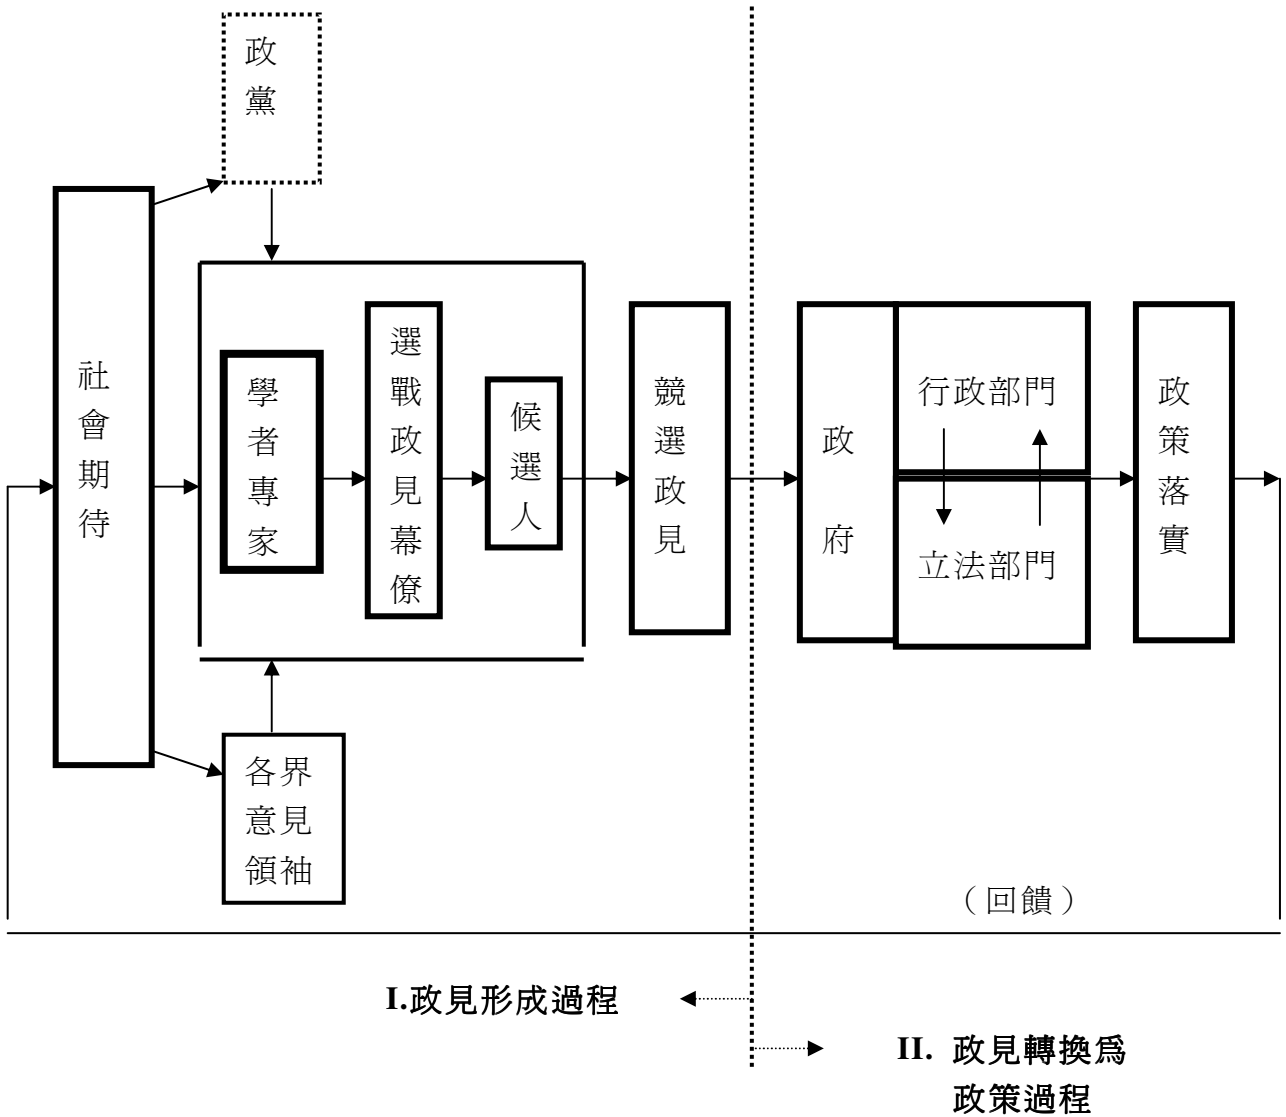 政黨
社會期待
學者專家
選戰政見幕僚
候選人
競選政見
政府
行政部門
立法部門
政策落實
各界
意見
領袖
（回饋）
I.政見形成過程
II. 政見轉換爲
政策過程